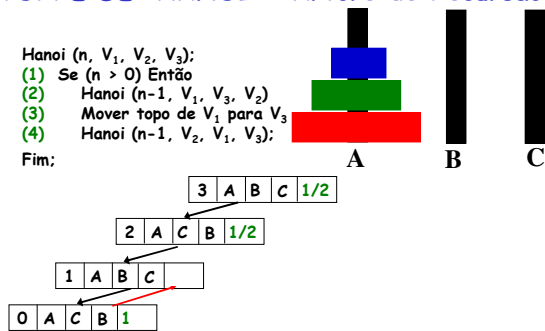 Hanoi (n, V₁, V₂, V₃);
(1) Se (n > 0) Então
(2) Hanoi (n-1, V₁, V₃, V₂)
(3) Mover topo de V₁ para V₃
(4) Hanoi (n-1, V₂, V₁, V₃);
Fim;
A B C
3 A B C 1/2
2 A C B 1/2
1 A B C
0 A C B 1